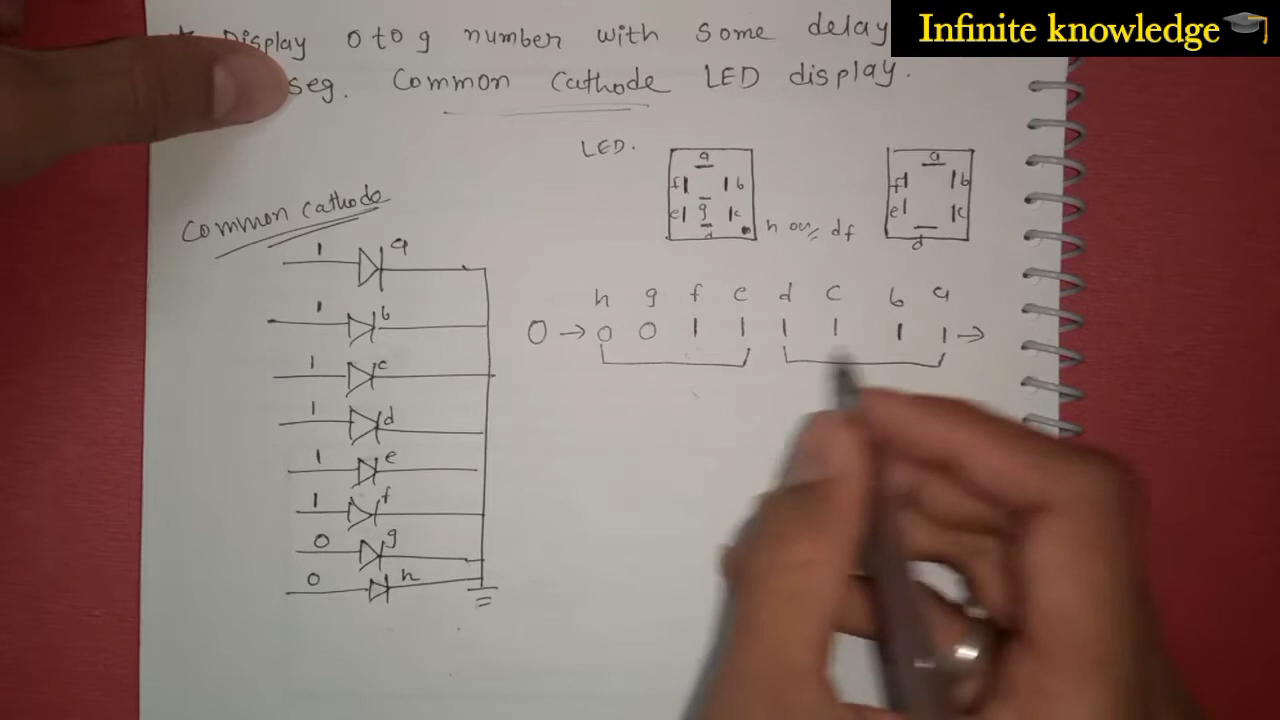 Display 0 to 9 number with some delay
seg. Common Cathode LED display.
Infinite knowledge
LED.
a
f b
g
e c
d
h or df
a
f b
e c
d
Common Cathode
1 a
1 b
1 c
1 d
1 e
1 f
0 g
0 h
h g f e d c b a
0 → 0 0 1 1 1 1 1 1 →